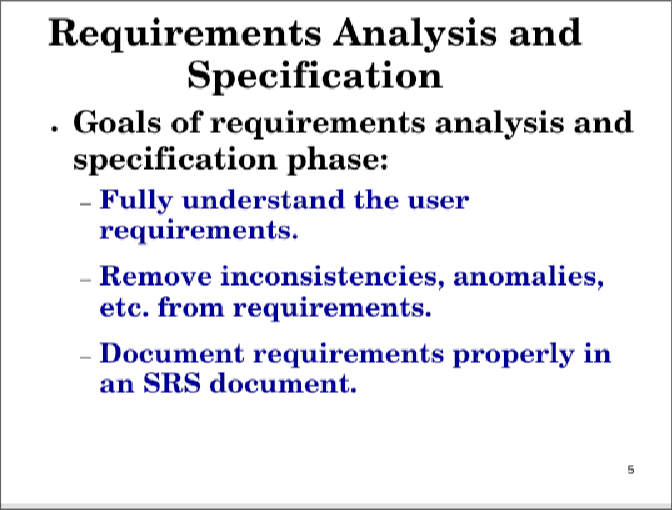 Requirements Analysis and
Specification
. Goals of requirements analysis and
specification phase:
– Fully understand the user
requirements.
– Remove inconsistencies, anomalies,
etc. from requirements.
– Document requirements properly in
an SRS document.
5